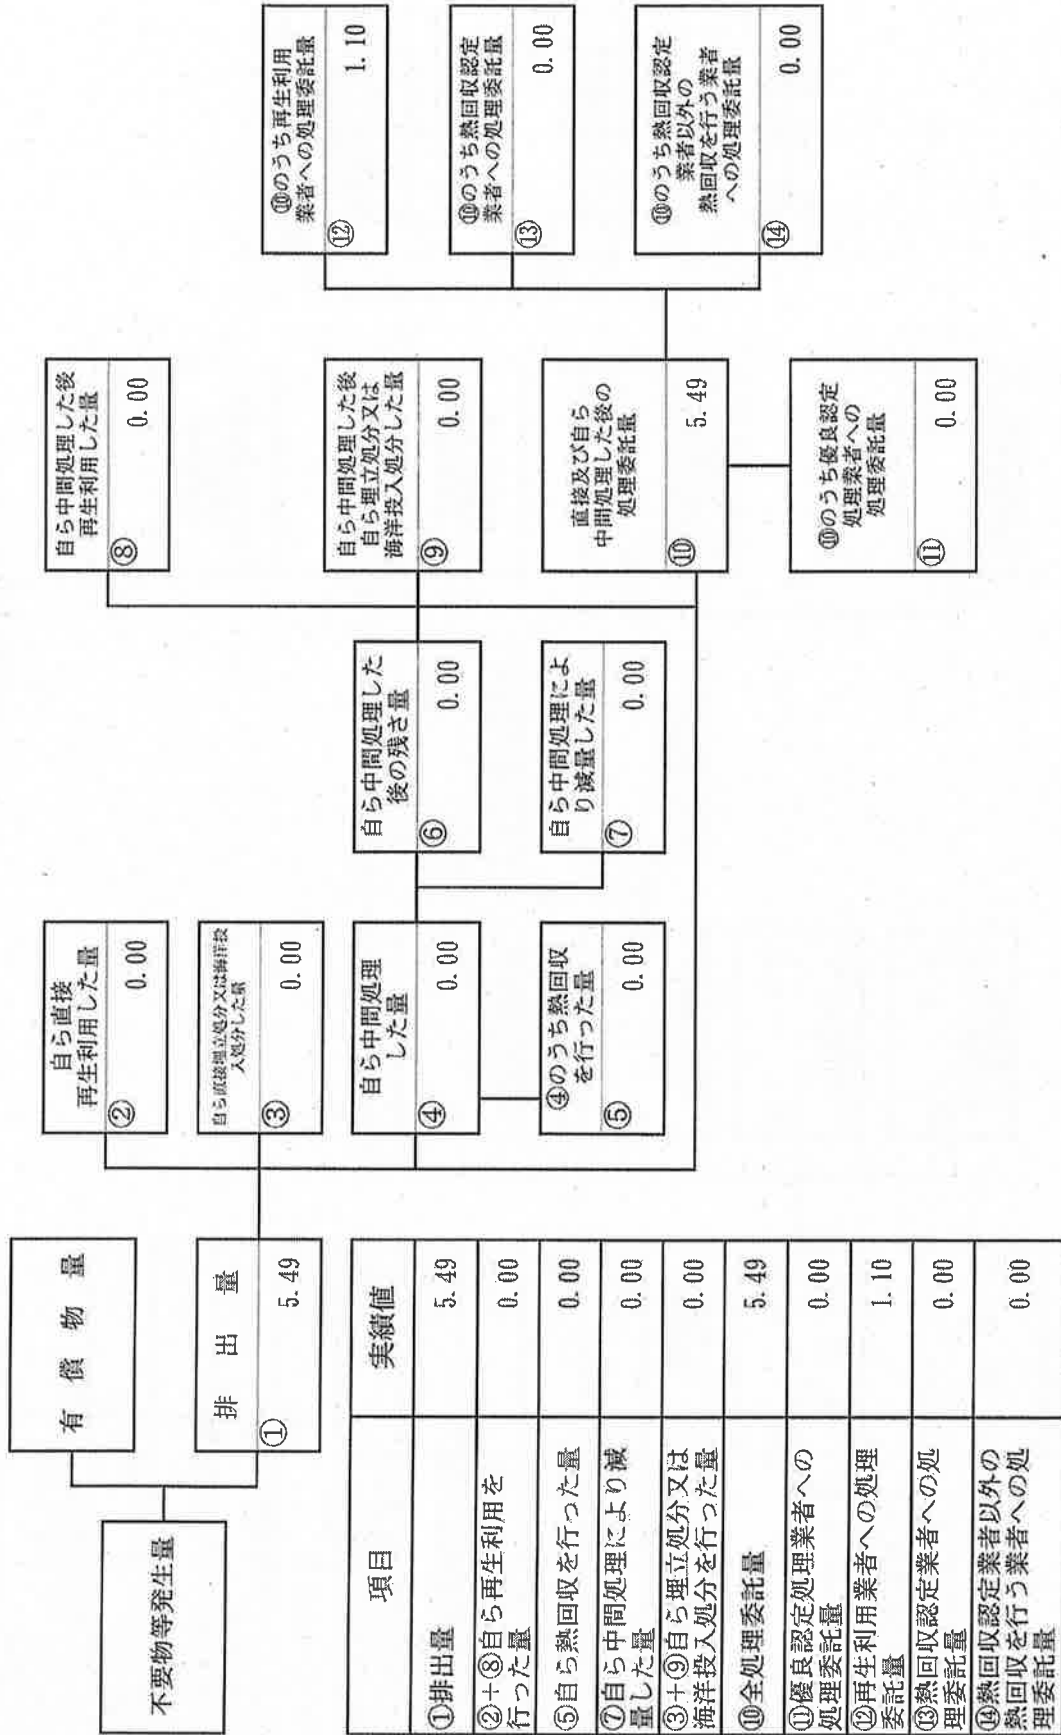 不要物等発生量
有償物量
排出量
①
5.49
自ら直接
再生利用した量
②
0.00
自ら直接埋立処分又は海洋投
入処分した量
③
0.00
自ら中間処理
した量
④
0.00
④のうち熱回収
を行った量
⑤
0.00
自ら中間処理した
後の残さ量
⑥
0.00
自ら中間処理によ
り減量した量
⑦
0.00
自ら中間処理した後
再生利用した量
⑧
0.00
自ら中間処理した後
自ら埋立処分又は
海洋投入処分した量
⑨
0.00
直接及び自ら
中間処理した後の
処理委託量
⑩
5.49
⑩のうち優良認定
処理業者への
処理委託量
⑪
0.00
⑩のうち再生利用
業者への処理委託量
⑫
1.10
⑩のうち熱回収認定
業者への処理委託量
⑬
0.00
⑩のうち熱回収認定
業者以外の
熱回収を行う業者
への処理委託量
⑭
0.00
項目
実績値
①排出量
5.49
②+⑧自ら再生利用を
行った量
0.00
⑤自ら熱回収を行った量
0.00
⑦自ら中間処理により減
量した量
0.00
③+⑨自ら埋立処分又は
海洋投入処分を行った量
0.00
⑩全処理委託量
5.49
⑪優良認定処理業者への
処理委託量
0.00
⑫再生利用業者への処理
委託量
1.10
⑬熱回収認定業者への処
理委託量
0.00
⑭熱回収認定業者以外の
熱回収を行う業者への処
理委託量
0.00